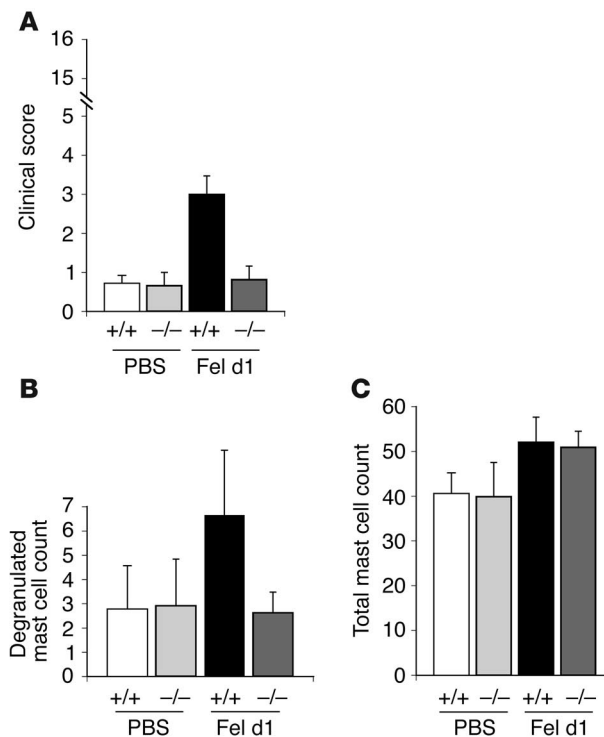 A
16
15
5
4
3
2
1
0
Clinical score
+/+ –/– +/+ –/–
PBS Fel d1
B
7
6
5
4
3
2
1
0
Degranulated
mast cell count
+/+ –/– +/+ –/–
PBS Fel d1
C
60
50
40
30
20
10
0
Total mast cell count
+/+ –/– +/+ –/–
PBS Fel d1